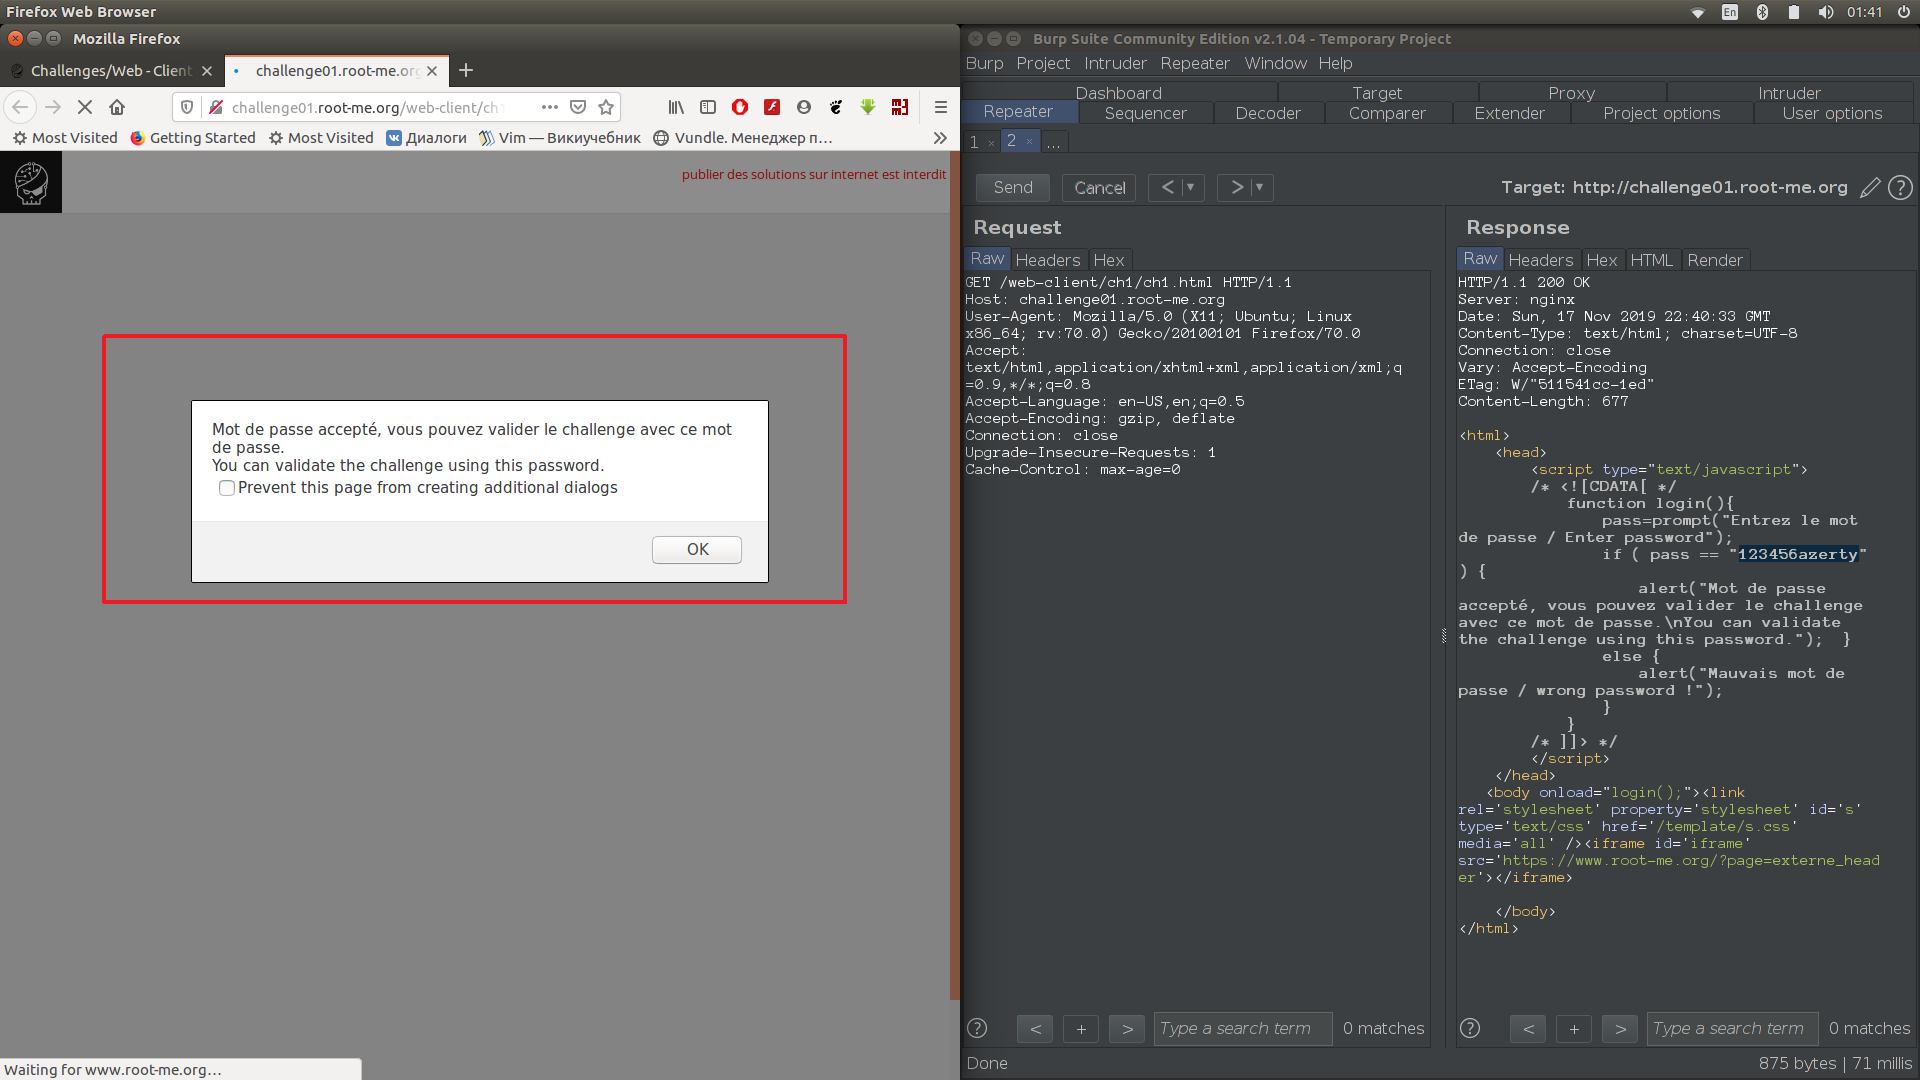 Firefox Web Browser
En
01:41
Mozilla Firefox
Challenges/Web - Client
challenge01.root-me.org
challenge01.root-me.org/web-client/ch1
Most Visited
Getting Started
Most Visited
Диалоги
Vim — Викиучебник
Vundle. Менеджер п…
publier des solutions sur internet est interdit
Mot de passe accepté, vous pouvez valider le challenge avec ce mot
de passe.
You can validate the challenge using this password.
Prevent this page from creating additional dialogs
OK
Waiting for www.root-me.org…
Burp Suite Community Edition v2.1.04 - Temporary Project
Burp Project Intruder Repeater Window Help
Dashboard Target Proxy Intruder
Repeater Sequencer Decoder Comparer Extender Project options User options
1 × 2 × ...
Send Cancel < ▼ > ▼
Target: http://challenge01.root-me.org
Request
Raw Headers Hex
GET /web-client/ch1/ch1.html HTTP/1.1
Host: challenge01.root-me.org
User-Agent: Mozilla/5.0 (X11; Ubuntu; Linux
x86_64; rv:70.0) Gecko/20100101 Firefox/70.0
Accept:
text/html,application/xhtml+xml,application/xml;q
=0.9,*/*;q=0.8
Accept-Language: en-US,en;q=0.5
Accept-Encoding: gzip, deflate
Connection: close
Upgrade-Insecure-Requests: 1
Cache-Control: max-age=0
? < + > Type a search term 0 matches
Response
Raw Headers Hex HTML Render
HTTP/1.1 200 OK
Server: nginx
Date: Sun, 17 Nov 2019 22:40:33 GMT
Content-Type: text/html; charset=UTF-8
Connection: close
Vary: Accept-Encoding
ETag: W/"511541cc-1ed"
Content-Length: 677
<html>
<head>
<script type="text/javascript">
/* <![CDATA[ */
function login(){
pass=prompt("Entrez le mot
de passe / Enter password");
if ( pass == "123456azerty"
) {
alert("Mot de passe
accepté, vous pouvez valider le challenge
avec ce mot de passe.\nYou can validate
the challenge using this password."); }
else {
alert("Mauvais mot de
passe / wrong password !");
}
}
/* ]]> */
</script>
</head>
<body onload="login();"><link
rel='stylesheet' property='stylesheet' id='s'
type='text/css' href='/template/s.css'
media='all' /><iframe id='iframe'
src='https://www.root-me.org/?page=externe_head
er'></iframe>
</body>
</html>
? < + > Type a search term 0 matches
Done
875 bytes | 71 millis